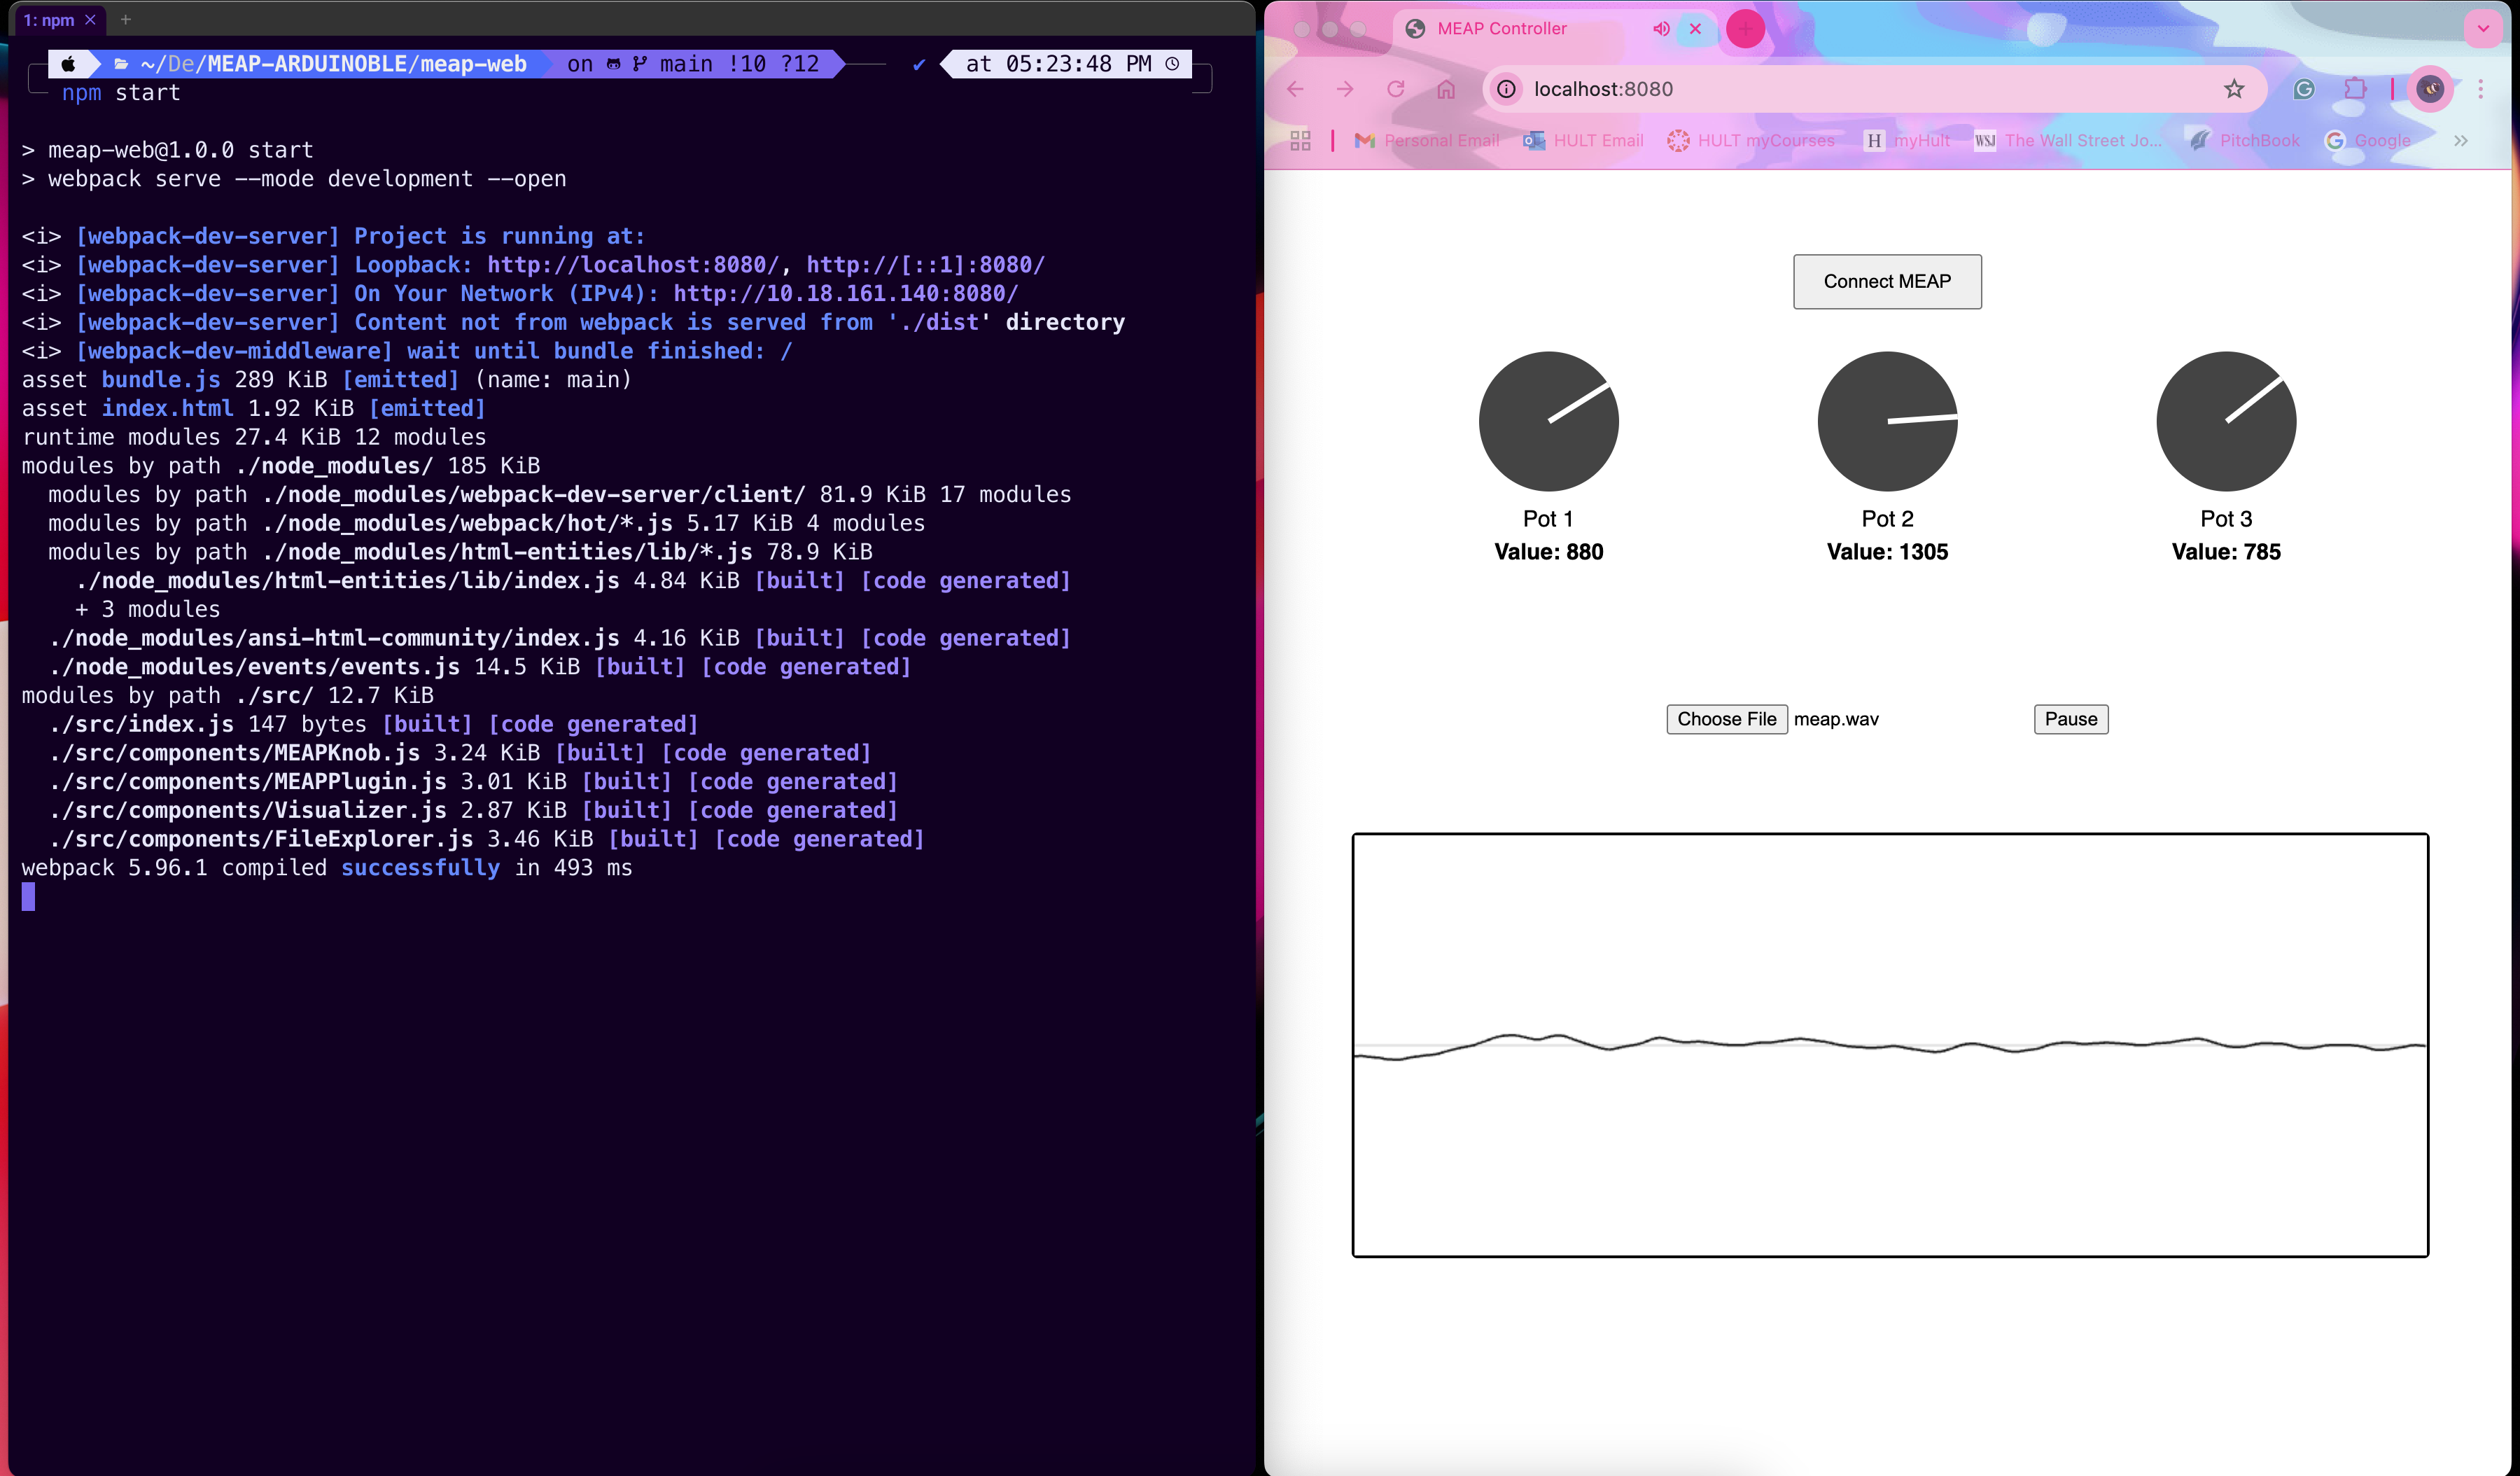 1: npm × +
~/De/MEAP-ARDUINOBLE/meap-web on main !10 ?12 ✔ at 05:23:48 PM
npm start
> meap-web@1.0.0 start
> webpack serve --mode development --open
<i> [webpack-dev-server] Project is running at:
<i> [webpack-dev-server] Loopback: http://localhost:8080/, http://[::1]:8080/
<i> [webpack-dev-server] On Your Network (IPv4): http://10.18.161.140:8080/
<i> [webpack-dev-server] Content not from webpack is served from './dist' directory
<i> [webpack-dev-middleware] wait until bundle finished: /
asset bundle.js 289 KiB [emitted] (name: main)
asset index.html 1.92 KiB [emitted]
runtime modules 27.4 KiB 12 modules
modules by path ./node_modules/ 185 KiB
  modules by path ./node_modules/webpack-dev-server/client/ 81.9 KiB 17 modules
  modules by path ./node_modules/webpack/hot/*.js 5.17 KiB 4 modules
  modules by path ./node_modules/html-entities/lib/*.js 78.9 KiB
    ./node_modules/html-entities/lib/index.js 4.84 KiB [built] [code generated]
    + 3 modules
  ./node_modules/ansi-html-community/index.js 4.16 KiB [built] [code generated]
  ./node_modules/events/events.js 14.5 KiB [built] [code generated]
modules by path ./src/ 12.7 KiB
  ./src/index.js 147 bytes [built] [code generated]
  ./src/components/MEAPKnob.js 3.24 KiB [built] [code generated]
  ./src/components/MEAPPlugin.js 3.01 KiB [built] [code generated]
  ./src/components/Visualizer.js 2.87 KiB [built] [code generated]
  ./src/components/FileExplorer.js 3.46 KiB [built] [code generated]
webpack 5.96.1 compiled successfully in 493 ms
MEAP Controller
localhost:8080
Personal Email HULT Email HULT myCourses H myHult WSJ The Wall Street Jo... PitchBook Google »
Connect MEAP
Pot 1 Pot 2 Pot 3
Value: 880 Value: 1305 Value: 785
Choose File meap.wav Pause